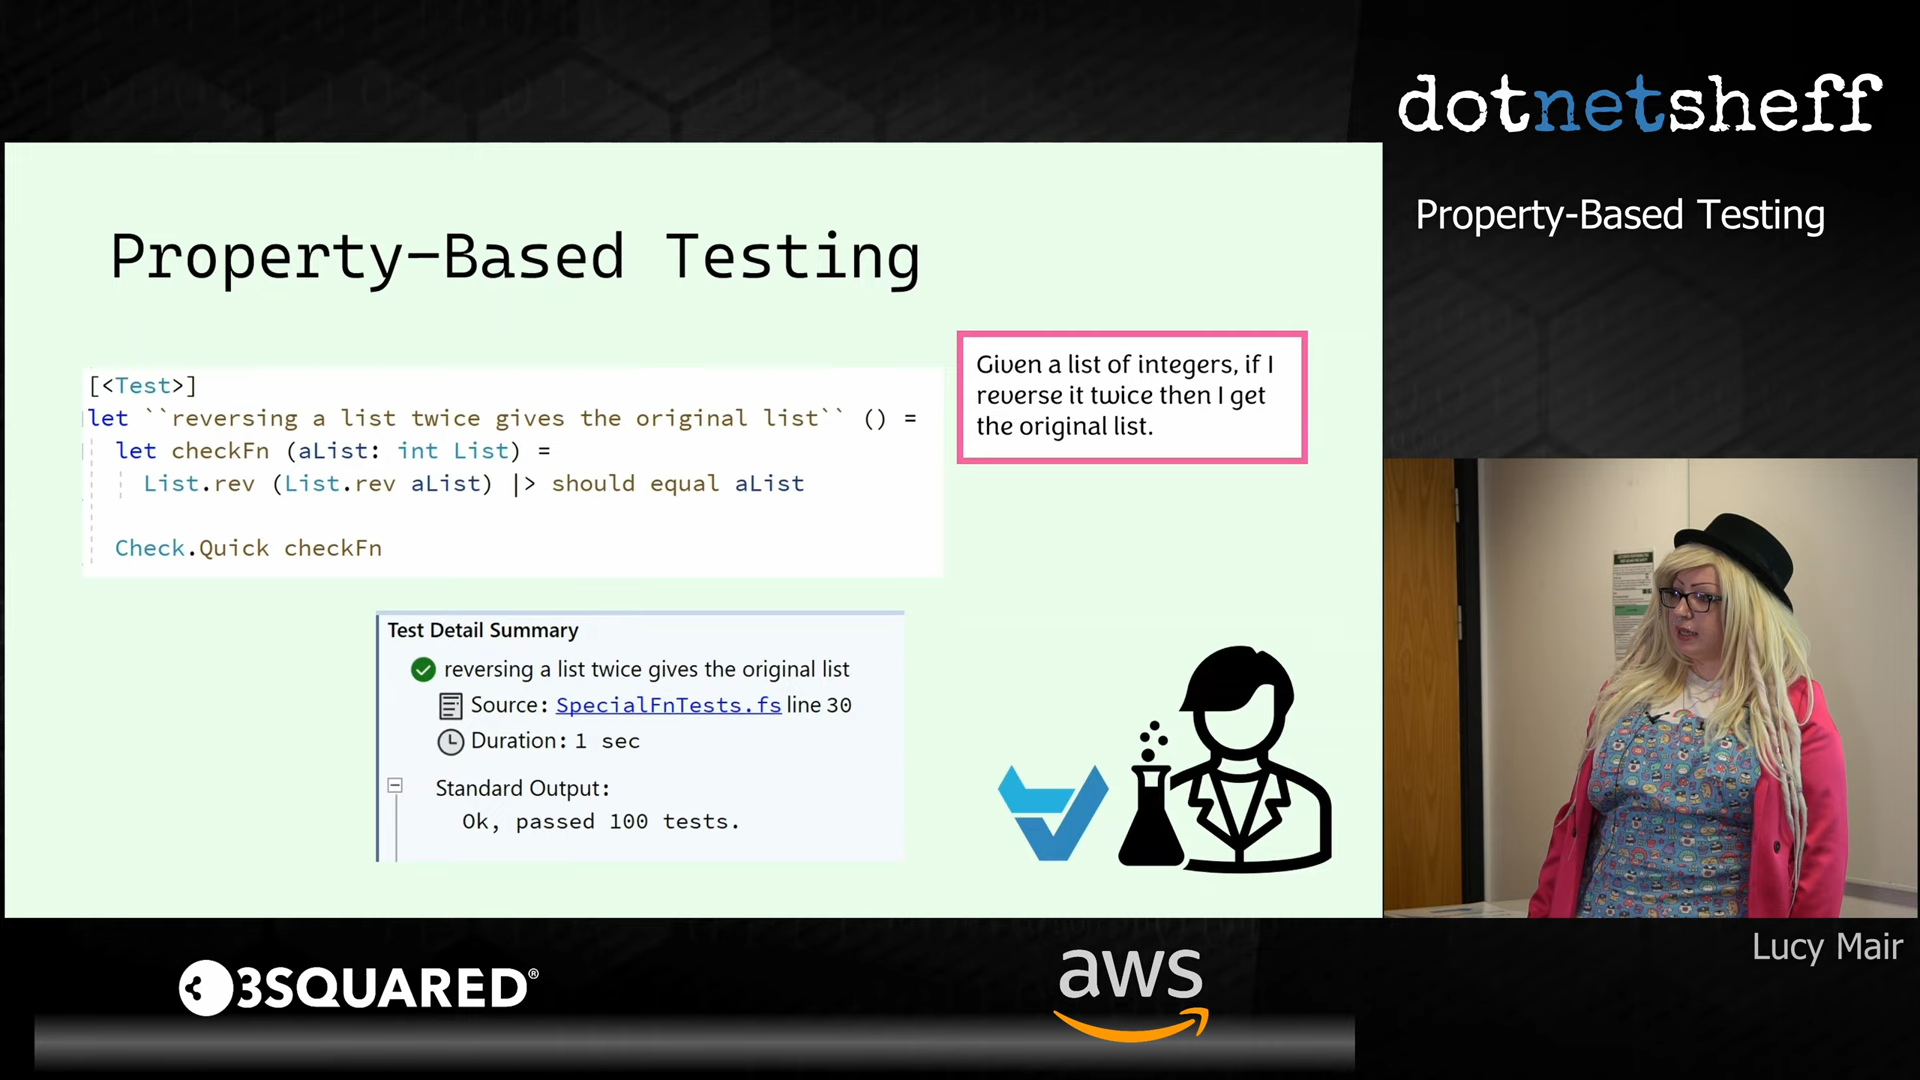 dotnetsheff
Property-Based Testing
Property-Based Testing
[<Test>]
let ``reversing a list twice gives the original list`` () =
let checkFn (aList: int List) =
List.rev (List.rev aList) |> should equal aList
Check.Quick checkFn
Given a list of integers, if I
reverse it twice then I get
the original list.
Test Detail Summary
reversing a list twice gives the original list
Source: SpecialFnTests.fs line 30
Duration: 1 sec
Standard Output:
Ok, passed 100 tests.
Lucy Mair
3SQUARED®
aws